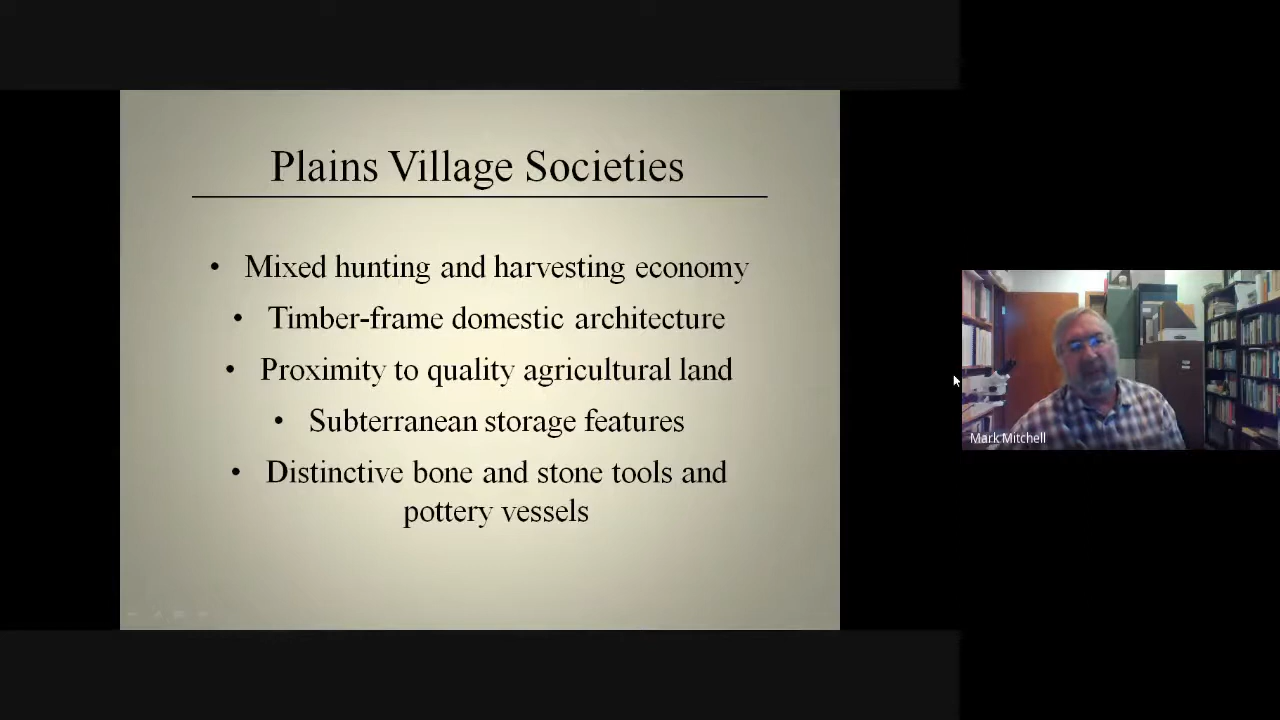 Plains Village Societies
• Mixed hunting and harvesting economy
• Timber-frame domestic architecture
• Proximity to quality agricultural land
• Subterranean storage features
• Distinctive bone and stone tools and
pottery vessels
Mark Mitchell